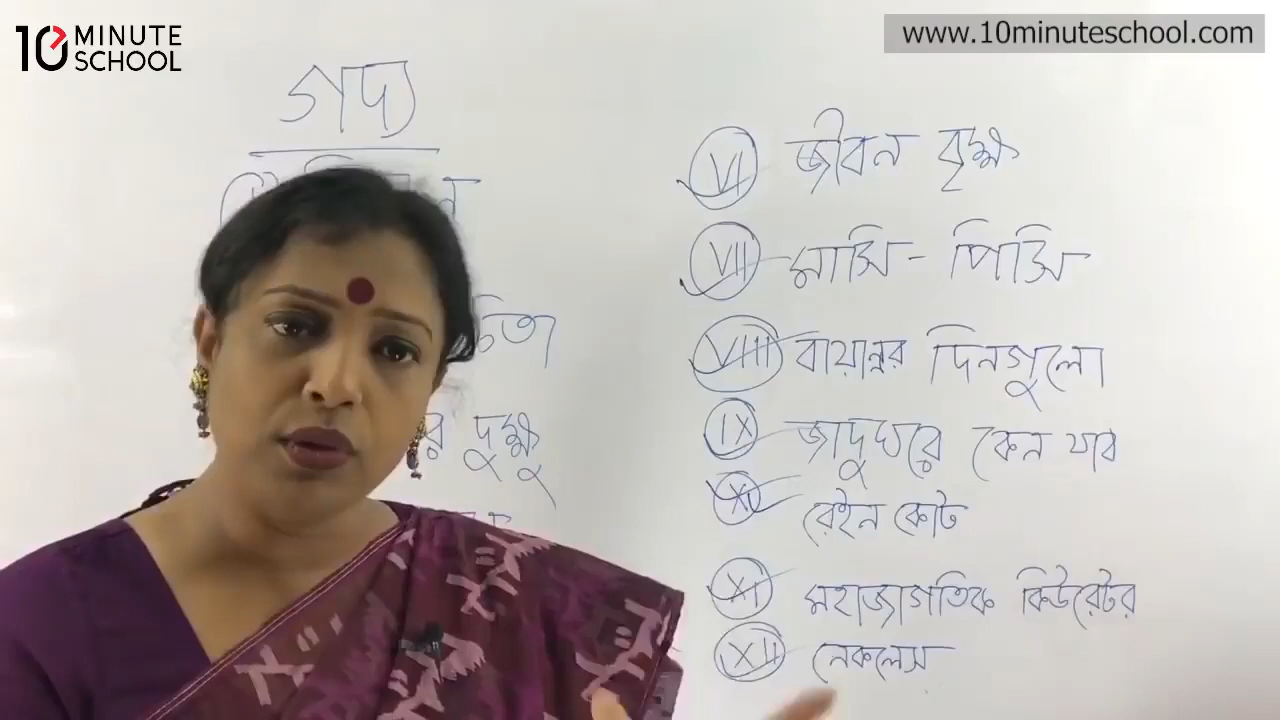 10 MINUTE
SCHOOL
www.10minuteschool.com
গদ্য
দুক্ষু
VI জীবন বৃক্ষ
VII মাসি - পিসি
VIII বায়ান্নর দিনগুলো
IX জাদুঘরে কেন যাব
রেইন কোট
XI মহাজাগতিক কিউরেটর
XII নেকলেস